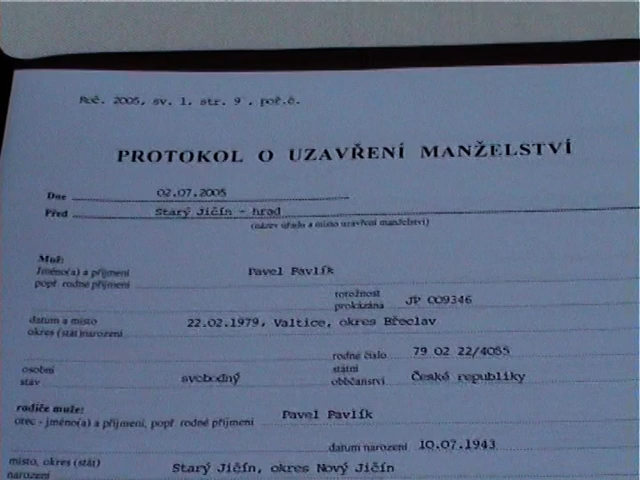 Roč. 2005, sv. 1, str. 9 , poř.č.
PROTOKOL O UZAVŘENÍ MANŽELSTVÍ
Dne 02.07.2005
Před Starý Jičín - hrad
(název úřadu a místo uzavření manželství)
Muž:
Jméno(a) a příjmení Pavel Pavlík
popř. rodné příjmení
totožnost
prokázána JP 009346
datum a místo 22.02.1979, Valtice, okres Břeclav
okres (stát)narození
rodné číslo 79 02 22/4055
osobní
stav svobodný
státní
občanství České republiky
rodiče muže:
otec - jméno(a) a příjmení, popř. rodné příjmení Pavel Pavlík
datum narození 10.07.1943
místo, okres (stát) Starý Jičín, okres Nový Jičín
narození